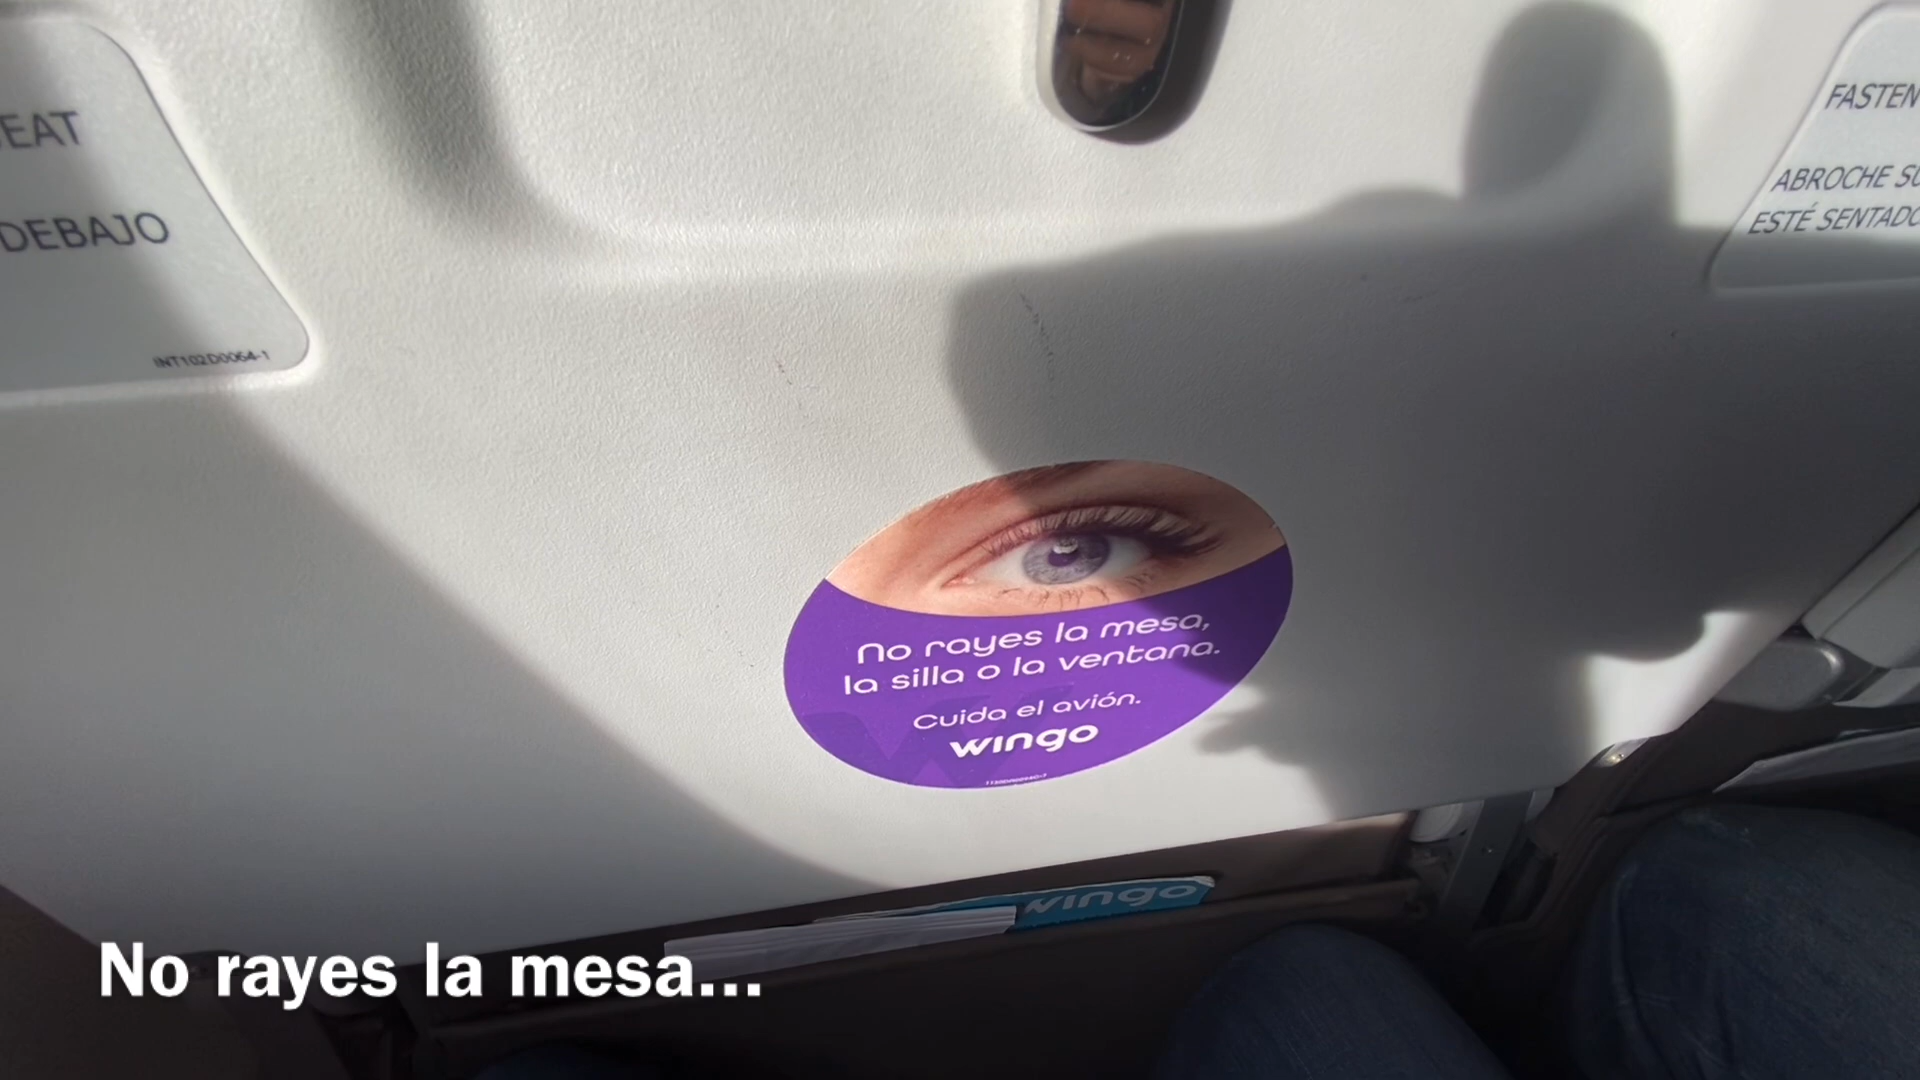 EAT
DEBAJO
INT102D0064-1
FASTEN
ABROCHE SU
ESTÉ SENTADO
No rayes la mesa,
la silla o la ventana.
Cuida el avión.
wingo
wingo
No rayes la mesa...